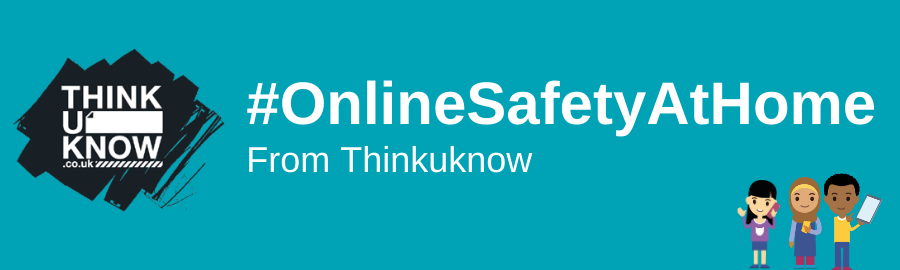 THINK
U
KNOW
.co.uk
#OnlineSafetyAtHome
From Thinkuknow